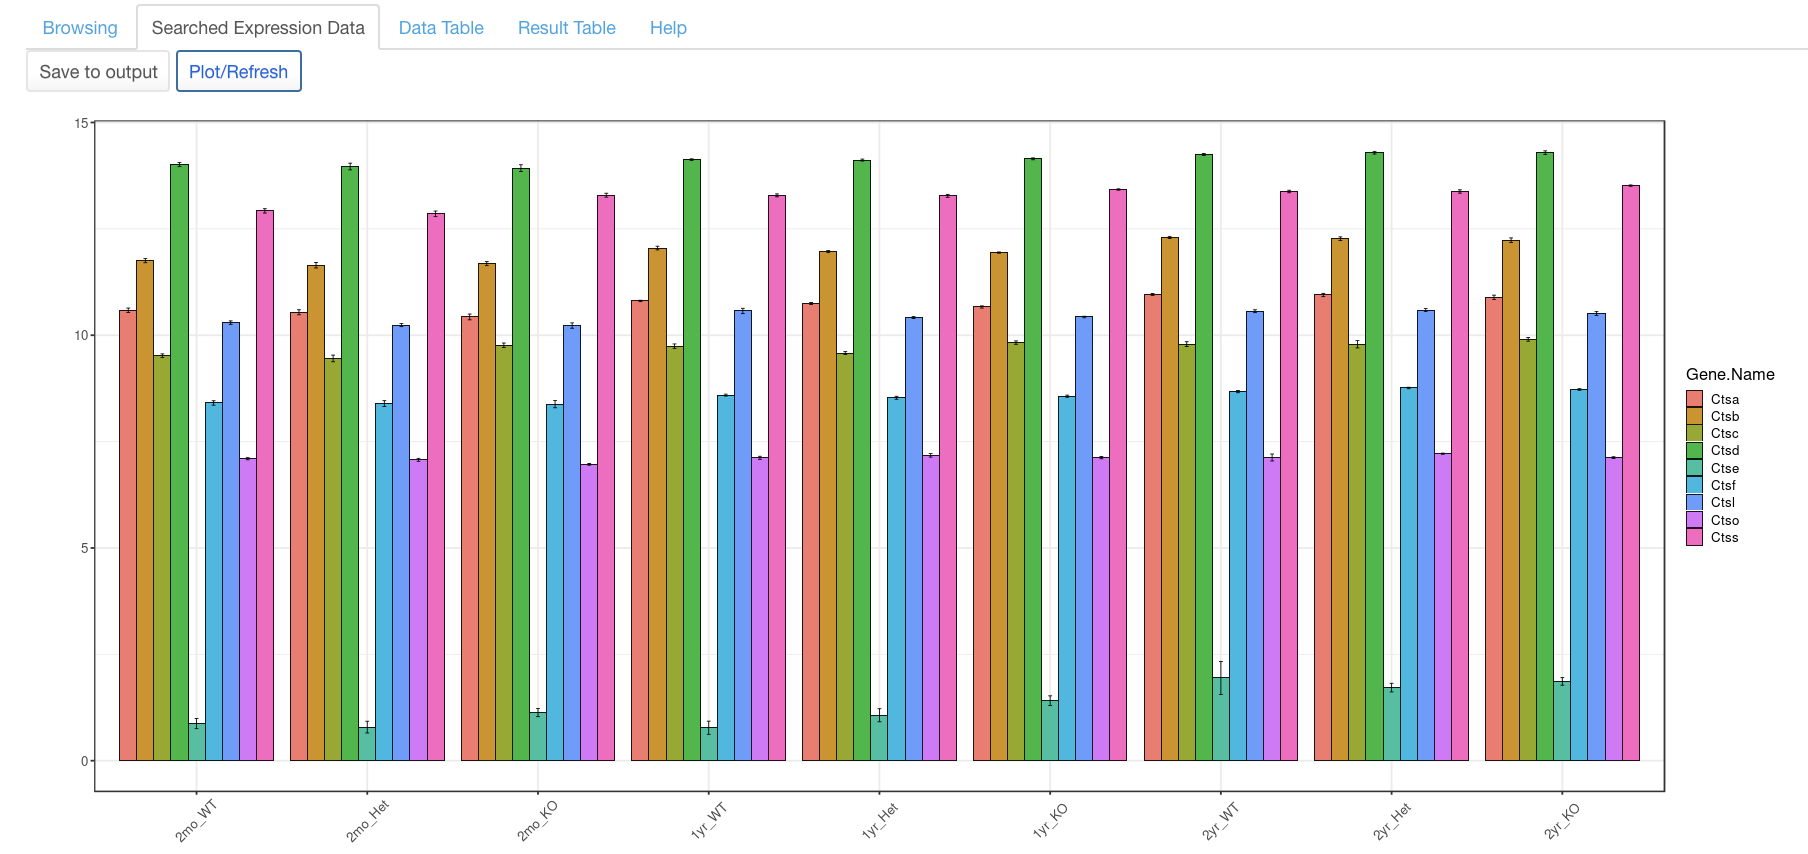 Browsing Searched Expression Data Data Table Result Table Help
Save to output Plot/Refresh
15
10
5
0
2mo_WT 2mo_Het 2mo_KO 1yr_WT 1yr_Het 1yr_KO 2yr_WT 2yr_Het 2yr_KO
Gene.Name
Ctsa
Ctsb
Ctsc
Ctsd
Ctse
Ctsf
Ctsl
Ctso
Ctss